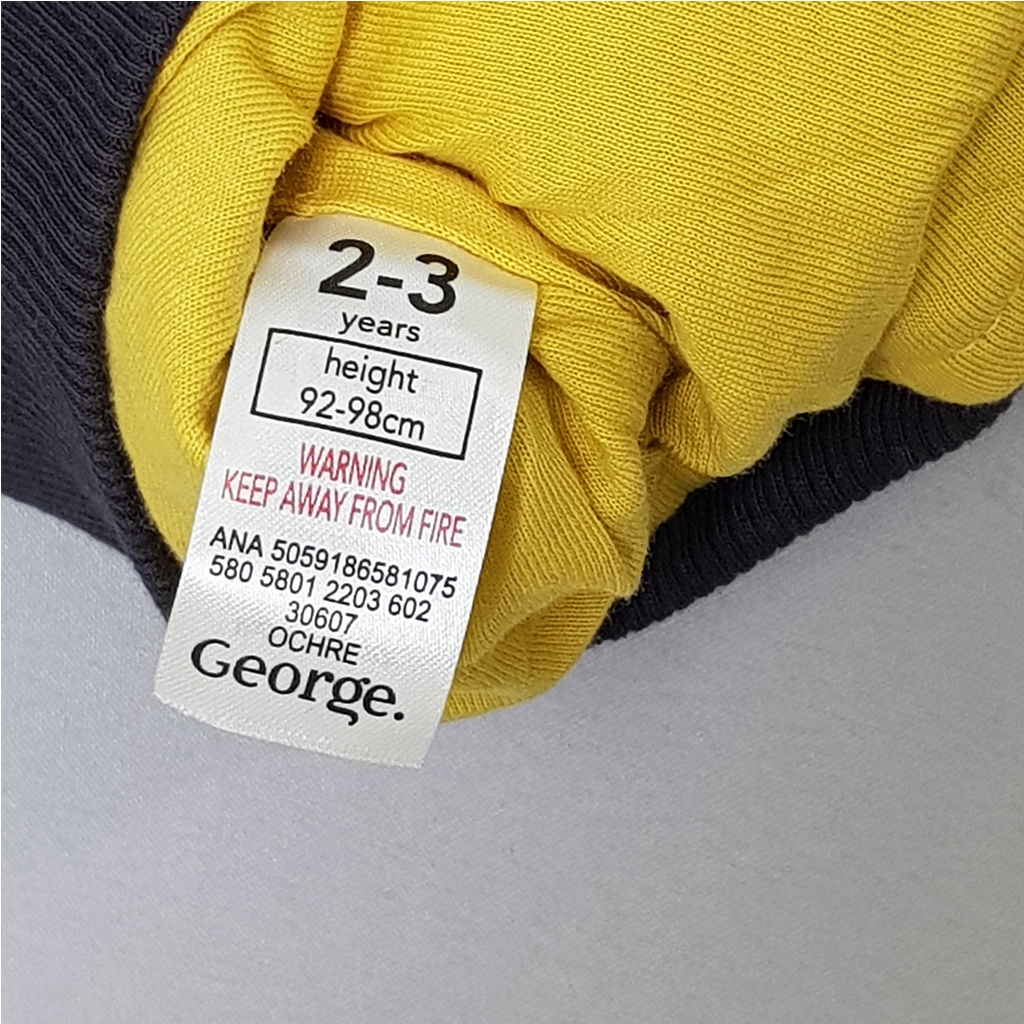 2-3
years
height
92-98cm
WARNING
KEEP AWAY FROM FIRE
ANA 5059186581075
580 5801 2203 602
30607
OCHRE
George.